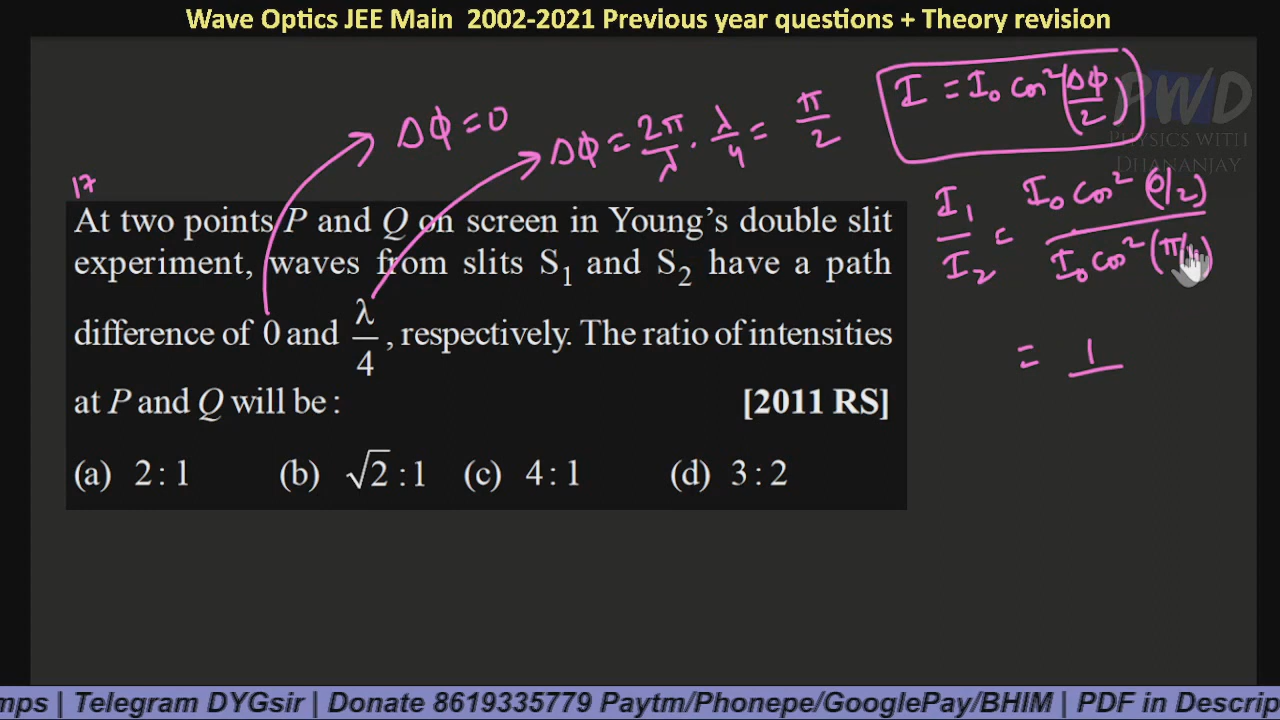 Wave Optics JEE Main 2002-2021 Previous year questions + Theory revision
I = I₀ cos²(Δϕ/2)
PWD
PHYSICS WITH
DHANANJAY
Δϕ = 0
Δϕ = 2π/λ · λ/4 = π/2
17
I₁/I₂ = I₀ cos²(0/2) / I₀ cos²(π/
= 1
At two points P and Q on screen in Young's double slit
experiment, waves from slits S₁ and S₂ have a path
difference of 0 and λ/4, respectively. The ratio of intensities
at P and Q will be : [2011 RS]
(a) 2 : 1 (b) √2 : 1 (c) 4 : 1 (d) 3 : 2
mps | Telegram DYGsir | Donate 8619335779 Paytm/Phonepe/GooglePay/BHIM | PDF in Descrip